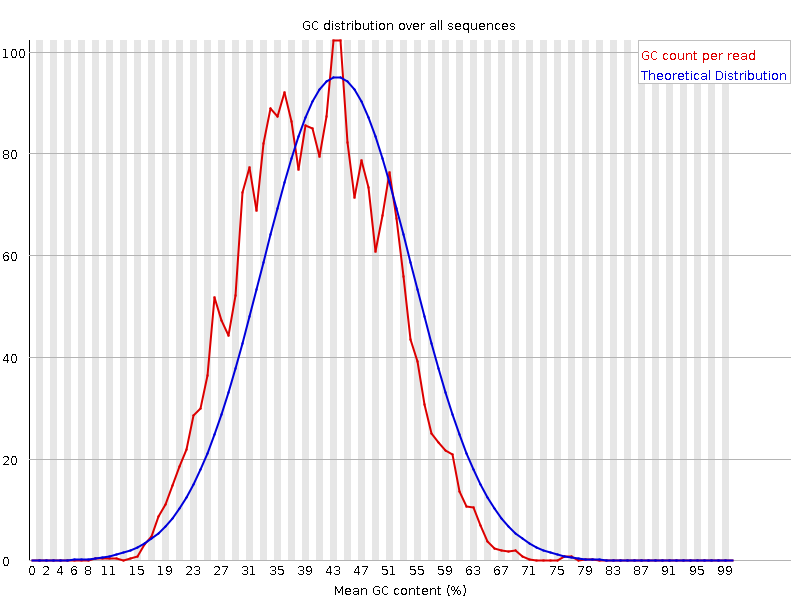 GC distribution over all sequences
GC count per read
Theoretical Distribution
100
80
60
40
20
0
0 2 4 6 8 11 15 19 23 27 31 35 39 43 47 51 55 59 63 67 71 75 79 83 87 91 95 99
Mean GC content (%)